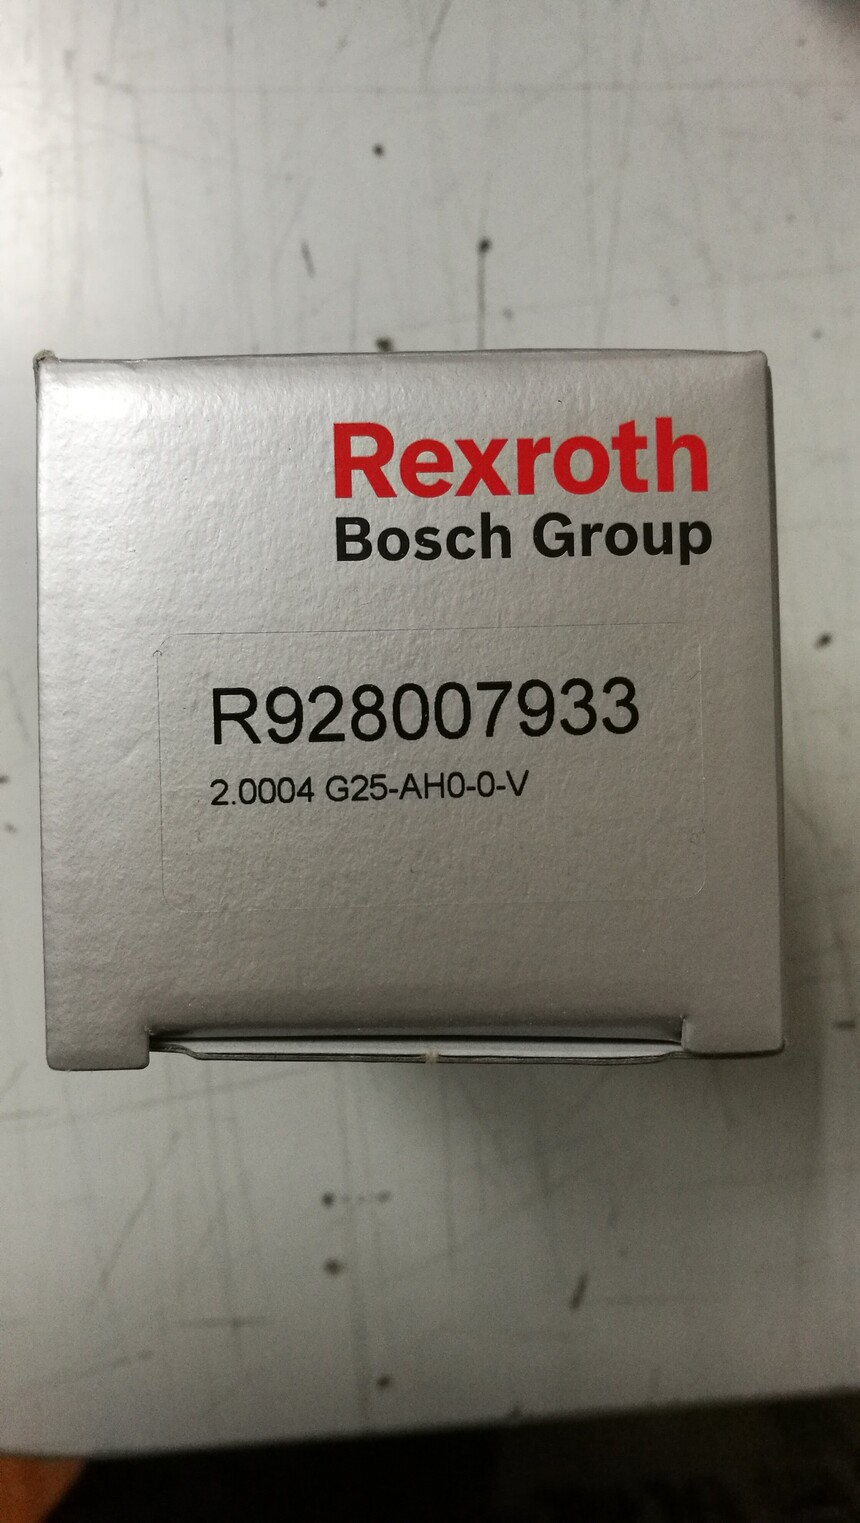 Rexroth
Bosch Group
R928007933
2.0004 G25-AH0-0-V